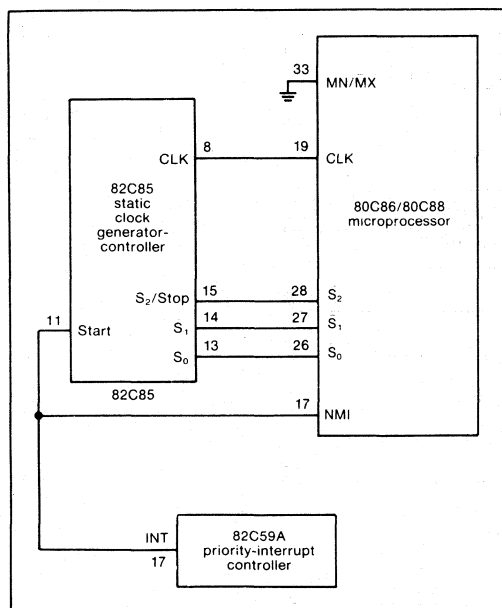 33
MN/MX
CLK
8
19
CLK
82C85
static
clock
generator-
controller
80C86/80C88
microprocessor
S2/Stop
15
28
S2
11
Start
S1
14
27
S1
S0
13
26
S0
82C85
17
NMI
INT
17
82C59A
priority-interrupt
controller